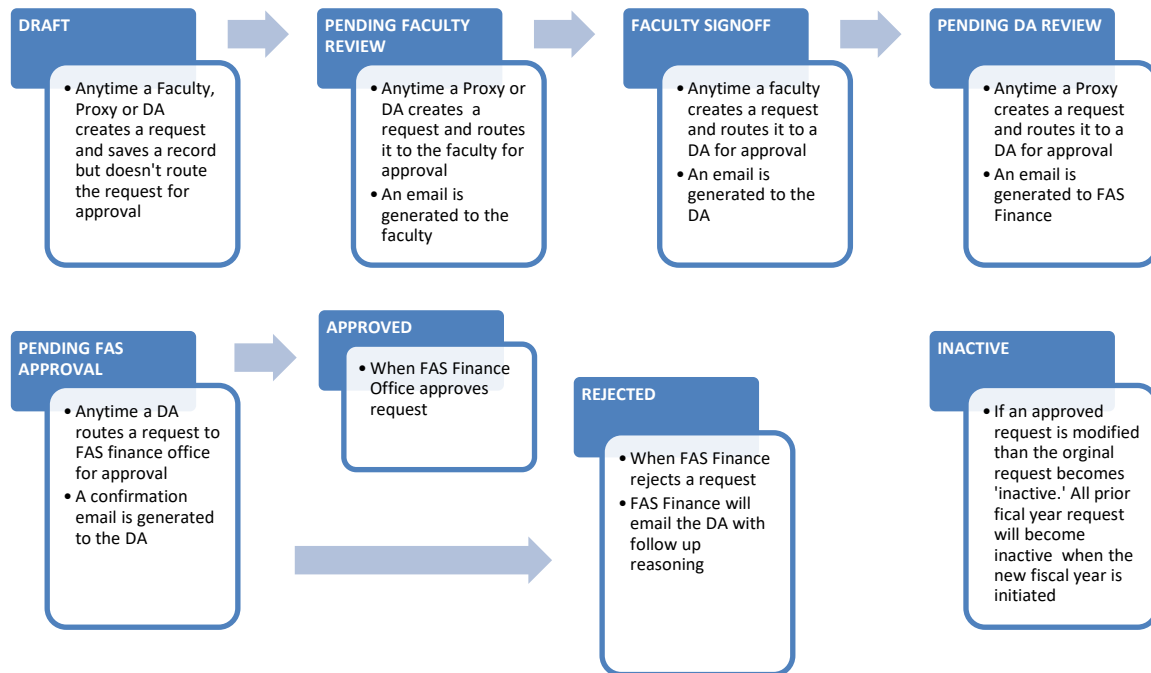 DRAFT
• Anytime a Faculty,
Proxy or DA
creates a request
and saves a record
but doesn't route
the request for
approval
PENDING FACULTY
REVIEW
• Anytime a Proxy or
DA creates a
request and routes
it to the faculty for
approval
• An email is
generated to the
faculty
FACULTY SIGNOFF
• Anytime a faculty
creates a request
and routes it to a
DA for approval
• An email is
generated to the
DA
PENDING DA REVIEW
• Anytime a Proxy
creates a request
and routes it to a
DA for approval
• An email is
generated to FAS
Finance
PENDING FAS
APPROVAL
• Anytime a DA
routes a request to
FAS finance office
for approval
• A confirmation
email is generated
to the DA
APPROVED
• When FAS Finance
Office approves
request
REJECTED
• When FAS Finance
rejects a request
• FAS Finance will
email the DA with
follow up
reasoning
INACTIVE
• If an approved
request is modified
than the orginal
request becomes
'inactive.' All prior
fical year request
will become
inactive when the
new fiscal year is
initiated